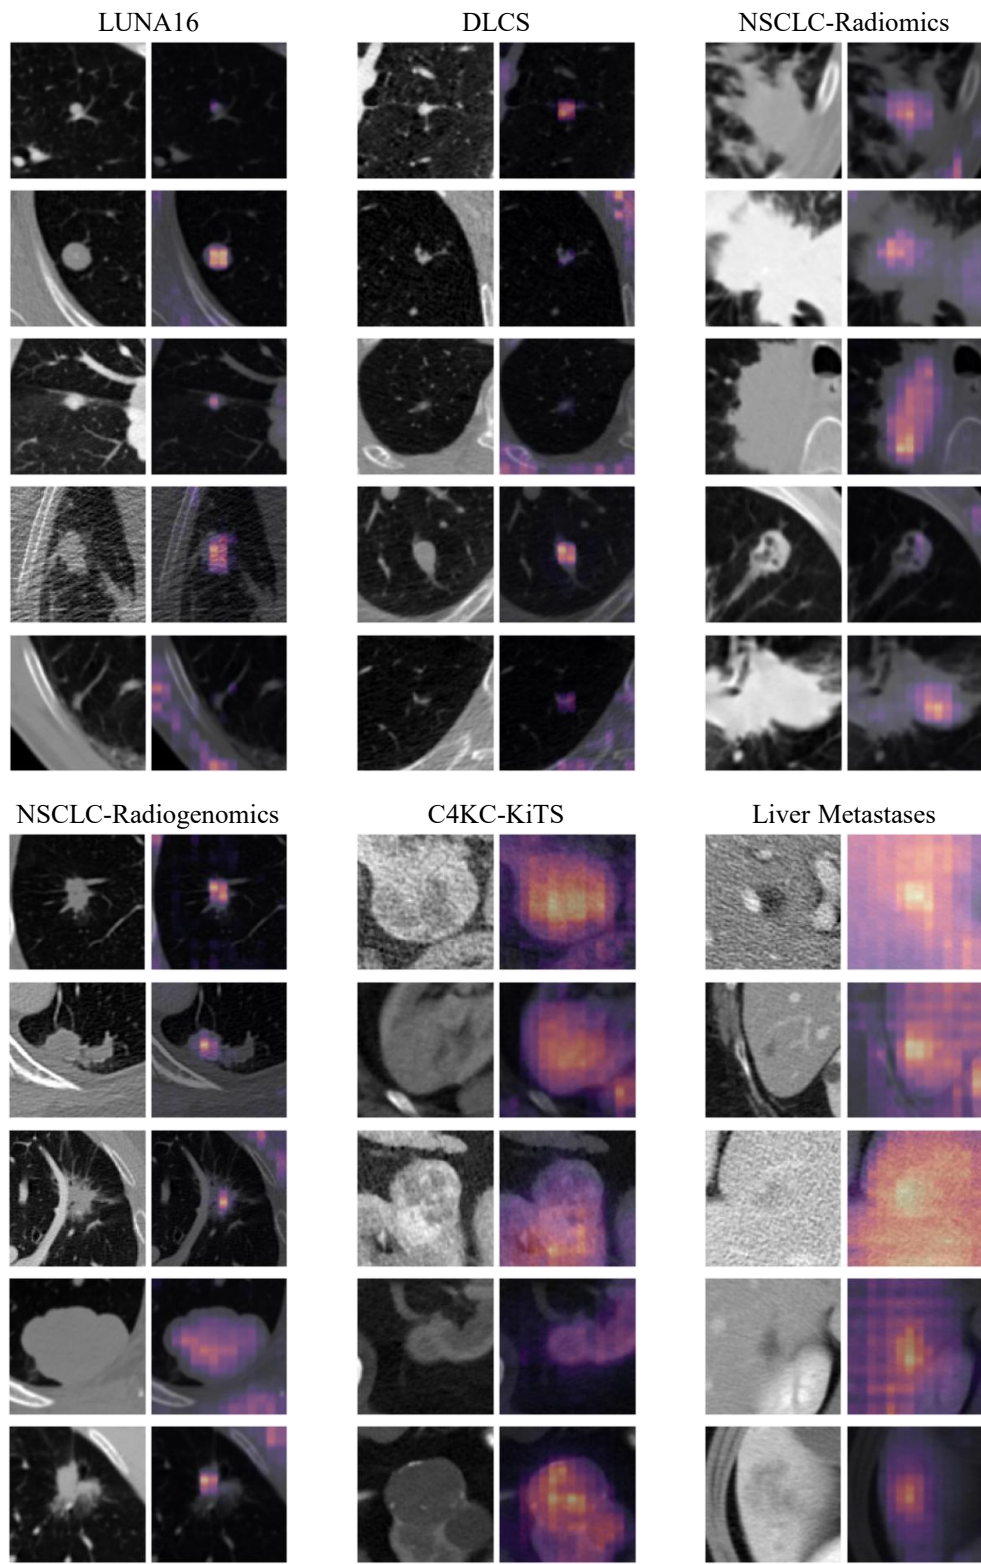 LUNA16
DLCS
NSCLC-Radiomics
NSCLC-Radiogenomics
C4KC-KiTS
Liver Metastases